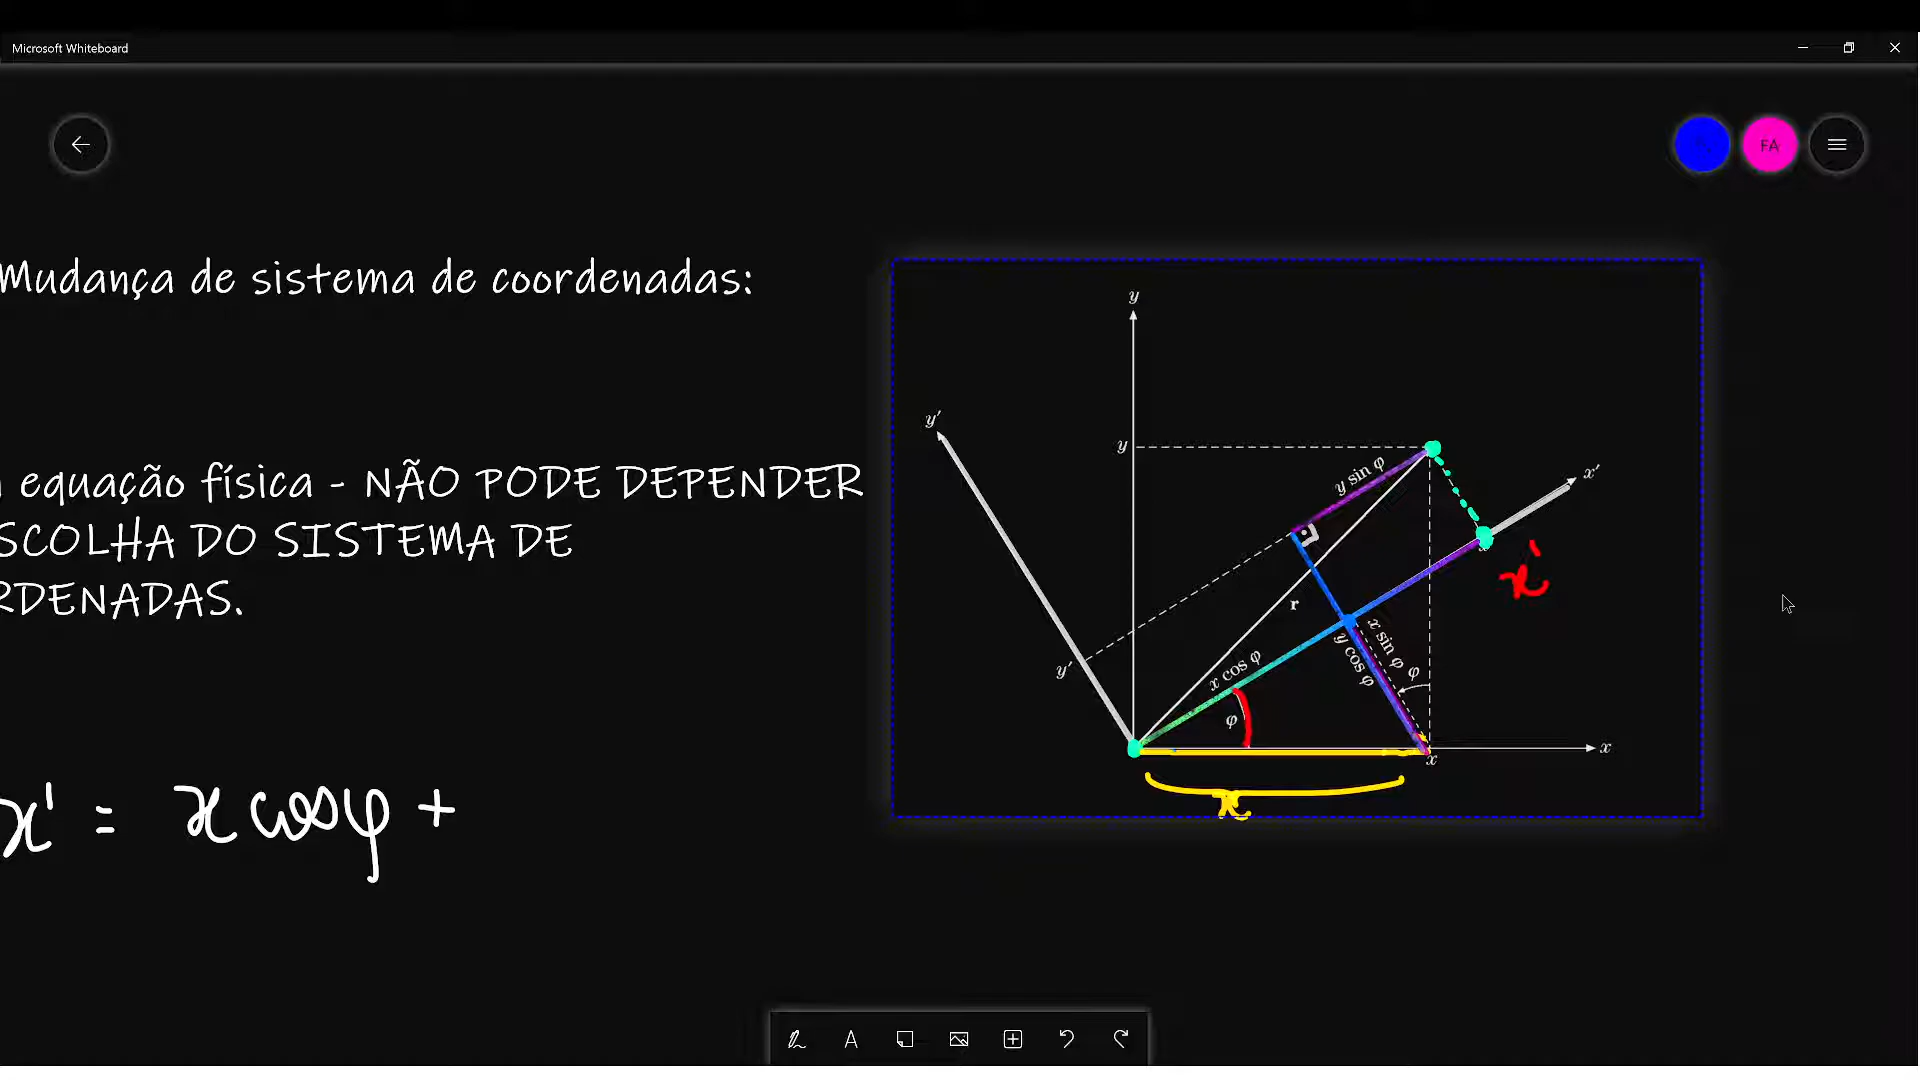 Microsoft Whiteboard
FA
Mudança de sistema de coordenadas:
equação física - NÃO PODE DEPENDER
SCOLHA DO SISTEMA DE
RDENADAS.
x' = x cosφ +
y
y'
y
y sin φ
x'
x'
r
x sin φ
y cos φ
φ
x cos φ
y'
φ
x
x
x
A